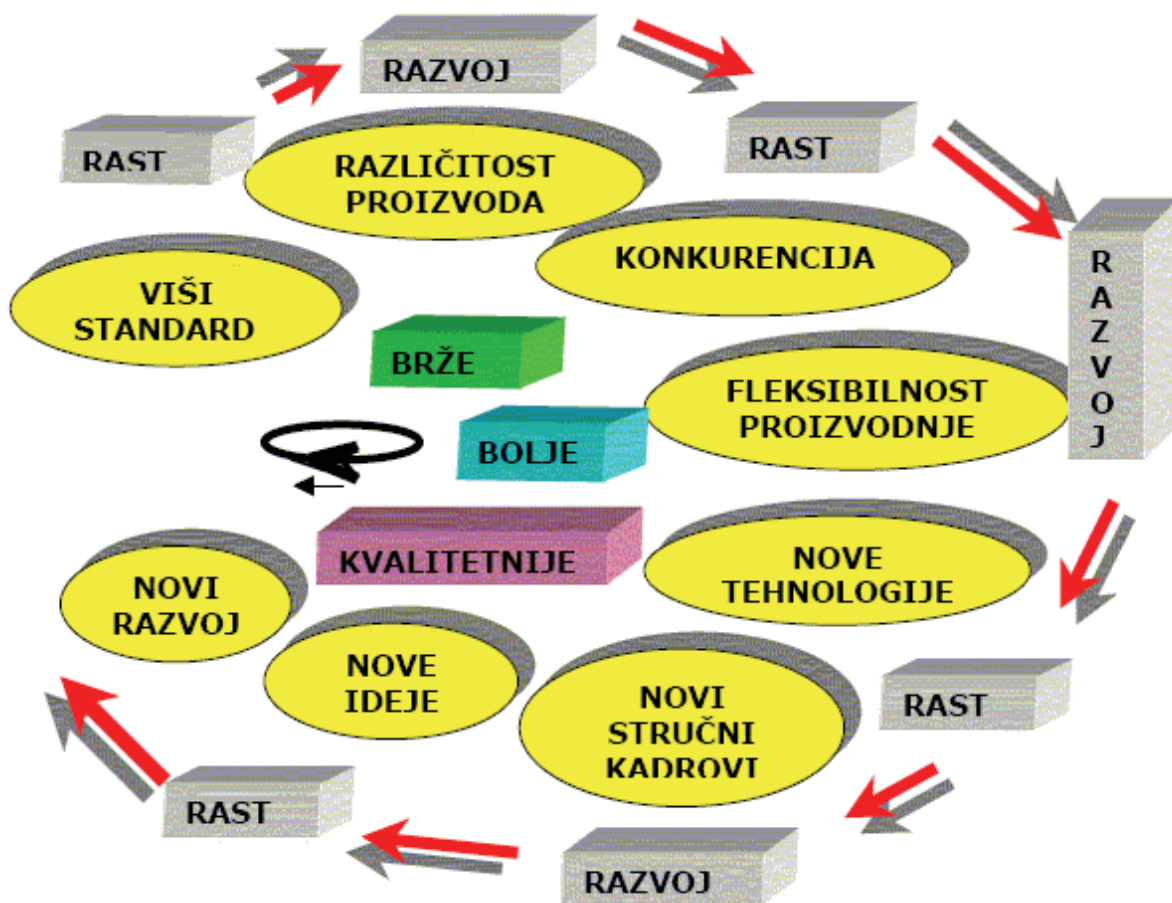 RAZVOJ
RAST
RAST
RAZLIČITOST
PROIZVODA
KONKURENCIJA
RAZVOJ
VIŠI
STANDARD
BRŽE
FLEKSIBILNOST
PROIZVODNJE
BOLJE
KVALITETNIJE
NOVE
TEHNOLOGIJE
NOVI
RAZVOJ
NOVE
IDEJE
NOVI
STRUČNI
KADROVI
RAST
RAST
RAZVOJ